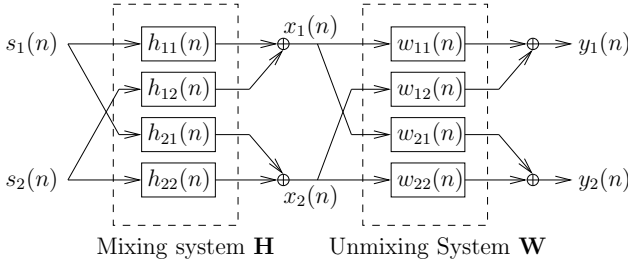 s1(n) h11(n) x1(n) w11(n) y1(n)
h12(n) w12(n)
h21(n) w21(n)
s2(n) h22(n) x2(n) w22(n) y2(n)
Mixing system H Unmixing System W